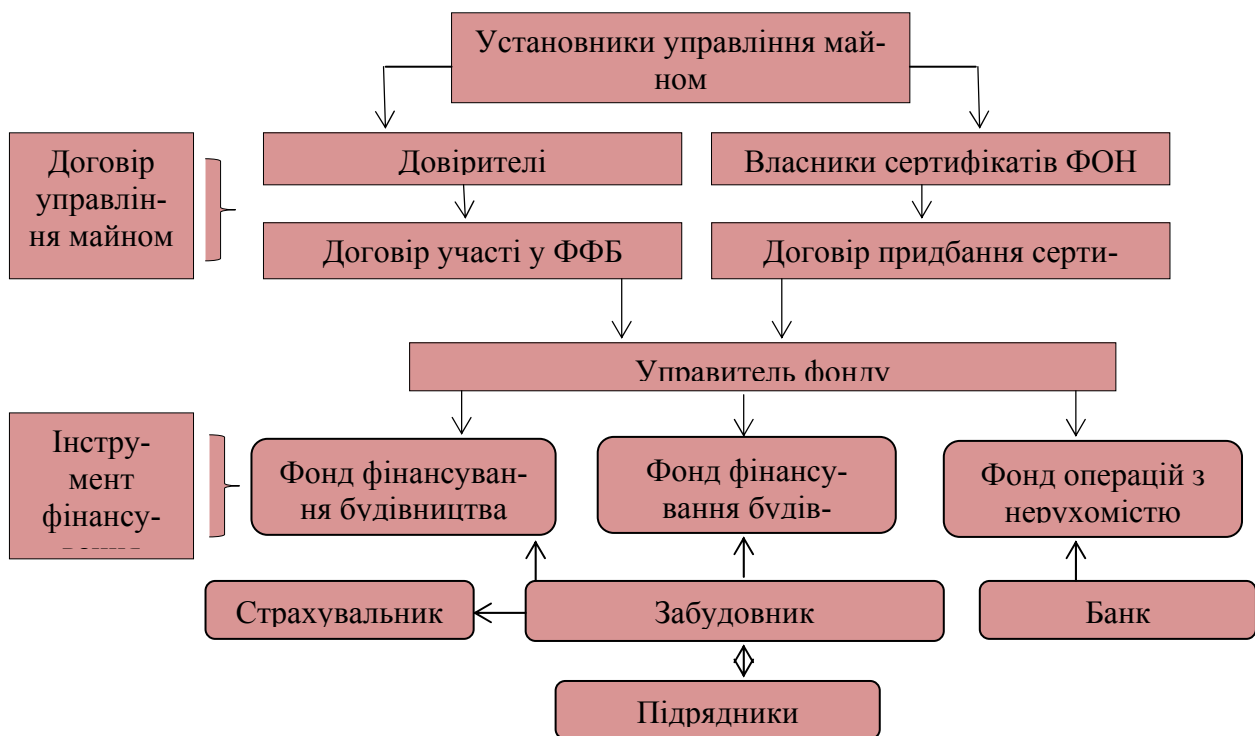 Установники управління май-
ном
Договір
управлін-
ня майном
Довірителі
Власники сертифікатів ФОН
Договір участі у ФФБ
Договір придбання серти-
Управитель фонду
Інстру-
мент
фінансу-
вання
Фонд фінансуван-
ня будівництва
Фонд фінансу-
вання будів-
Фонд операцій з
нерухомістю
Страхувальник
Забудовник
Банк
Підрядники